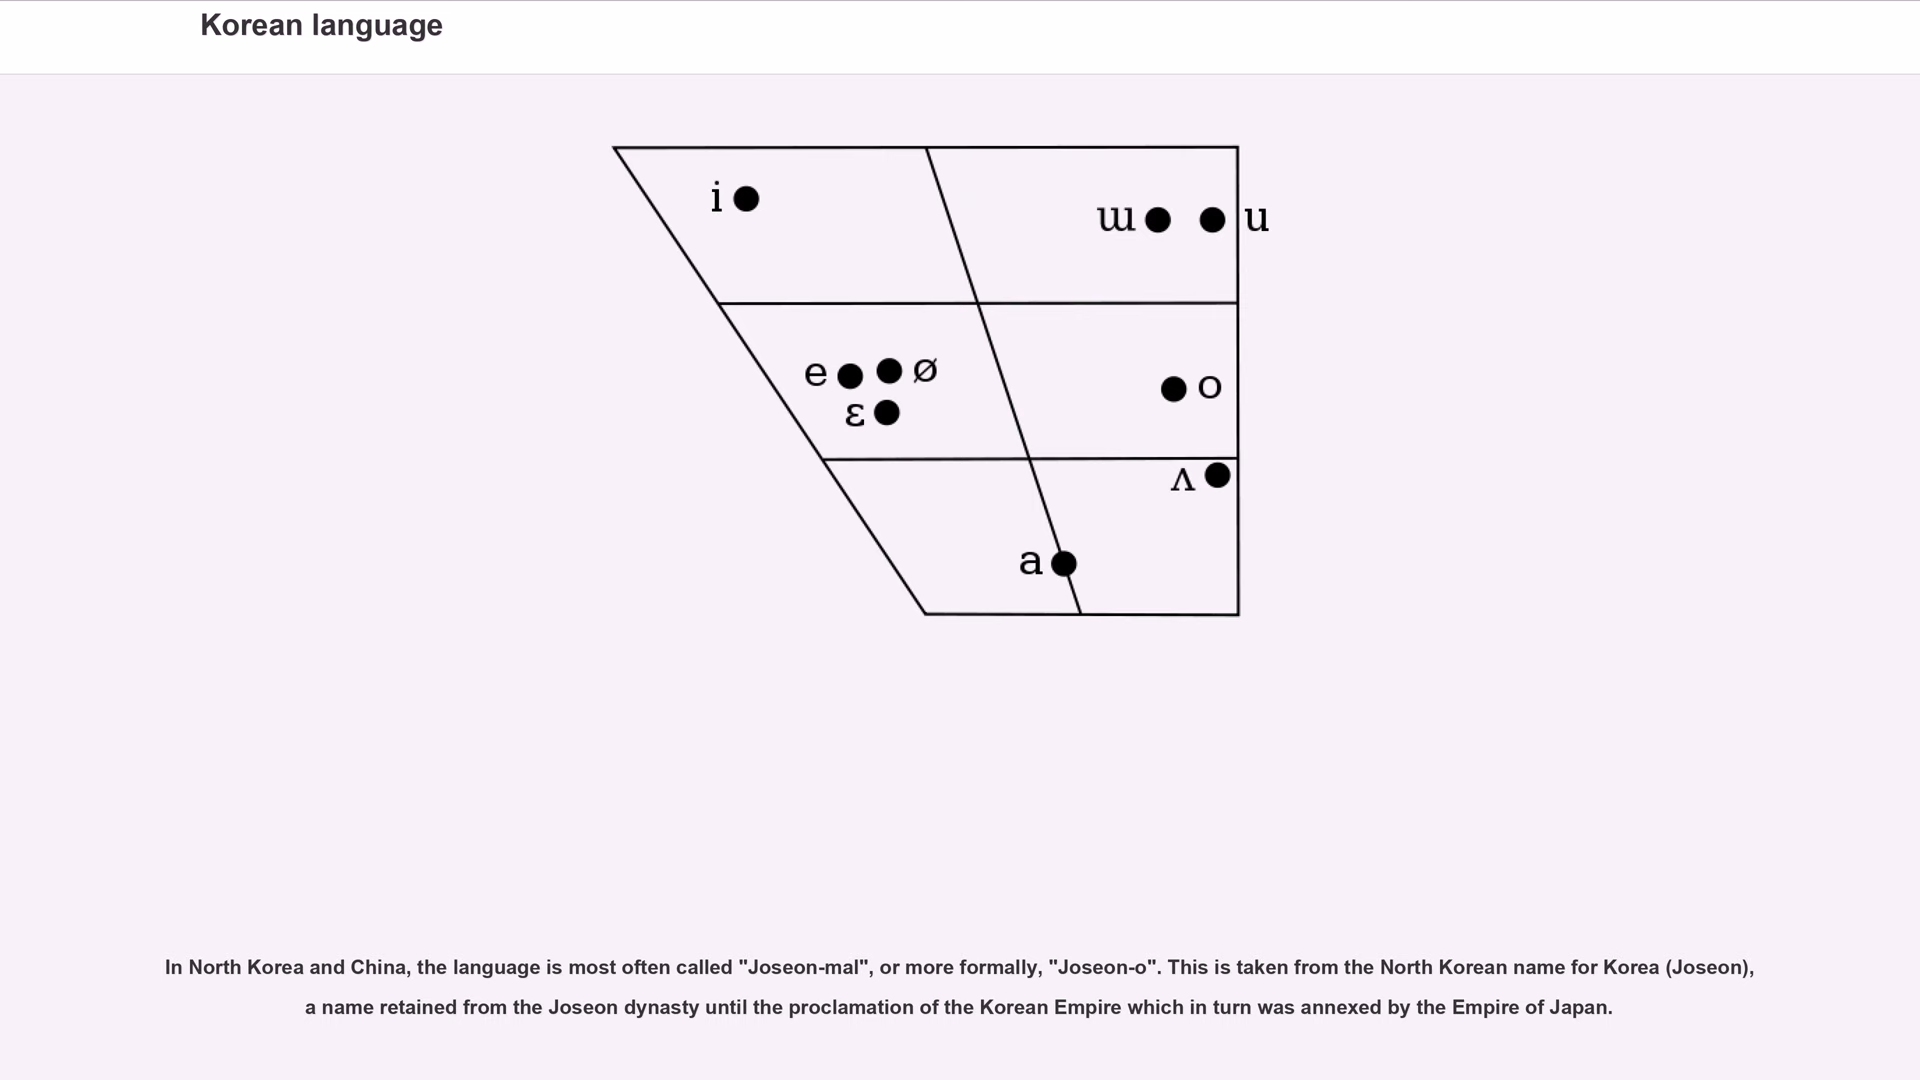 Korean language
i
ɯ u
e ø
ɛ
o
ʌ
a
In North Korea and China, the language is most often called "Joseon-mal", or more formally, "Joseon-o". This is taken from the North Korean name for Korea (Joseon),
a name retained from the Joseon dynasty until the proclamation of the Korean Empire which in turn was annexed by the Empire of Japan.